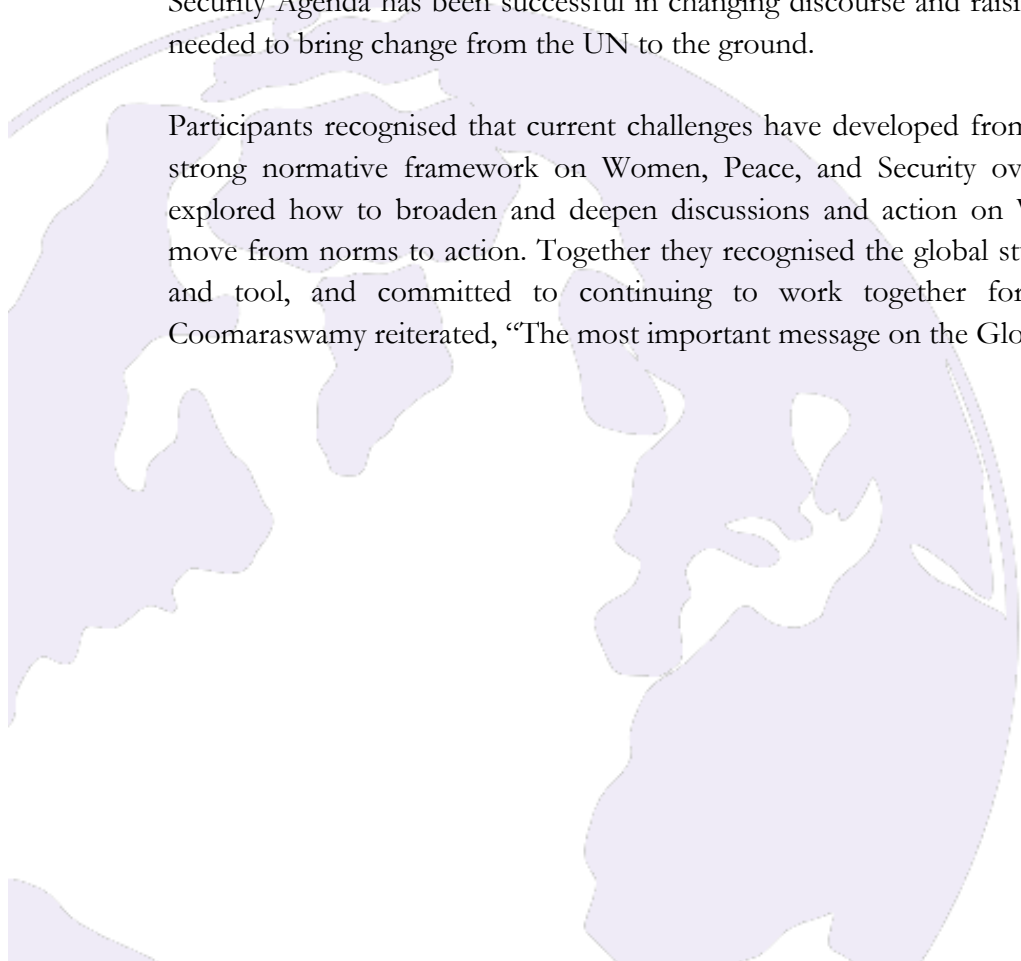 Security Agenda has been successful in changing discourse and raisi
needed to bring change from the UN to the ground.
Participants recognised that current challenges have developed from
strong normative framework on Women, Peace, and Security ov
explored how to broaden and deepen discussions and action on
move from norms to action. Together they recognised the global st
and tool, and committed to continuing to work together for
Coomaraswamy reiterated, “The most important message on the Glo